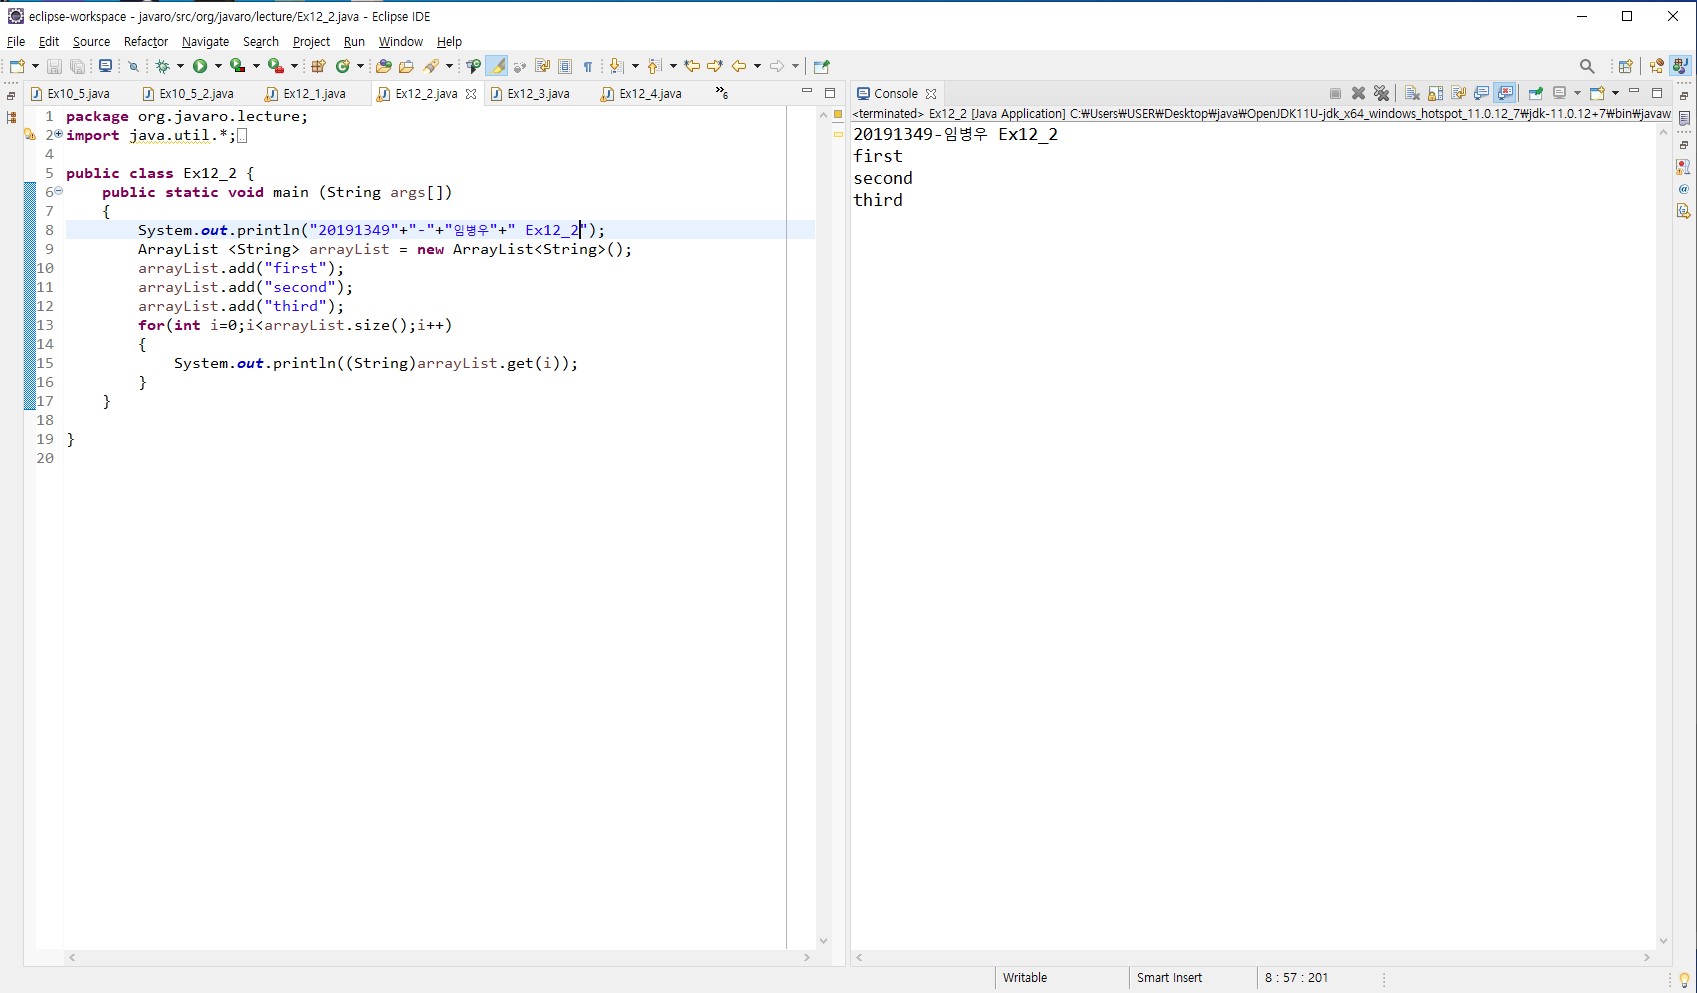 eclipse-workspace - javaro/src/org/javaro/lecture/Ex12_2.java - Eclipse IDE
File Edit Source Refactor Navigate Search Project Run Window Help
Ex10_5.java Ex10_5_2.java Ex12_1.java Ex12_2.java Ex12_3.java Ex12_4.java »6
1 package org.javaro.lecture;
2 import java.util.*;
4
5 public class Ex12_2 {
6 public static void main (String args[])
7 {
8 System.out.println("20191349"+"-"+"임병우"+" Ex12_2");
9 ArrayList <String> arrayList = new ArrayList<String>();
10 arrayList.add("first");
11 arrayList.add("second");
12 arrayList.add("third");
13 for(int i=0;i<arrayList.size();i++)
14 {
15 System.out.println((String)arrayList.get(i));
16 }
17 }
18
19 }
20
Console
<terminated> Ex12_2 [Java Application] C:₩Users₩USER₩Desktop₩java₩OpenJDK11U-jdk_x64_windows_hotspot_11.0.12_7₩jdk-11.0.12+7₩bin₩javaw
20191349-임병우 Ex12_2
first
second
third
Writable Smart Insert 8 : 57 : 201